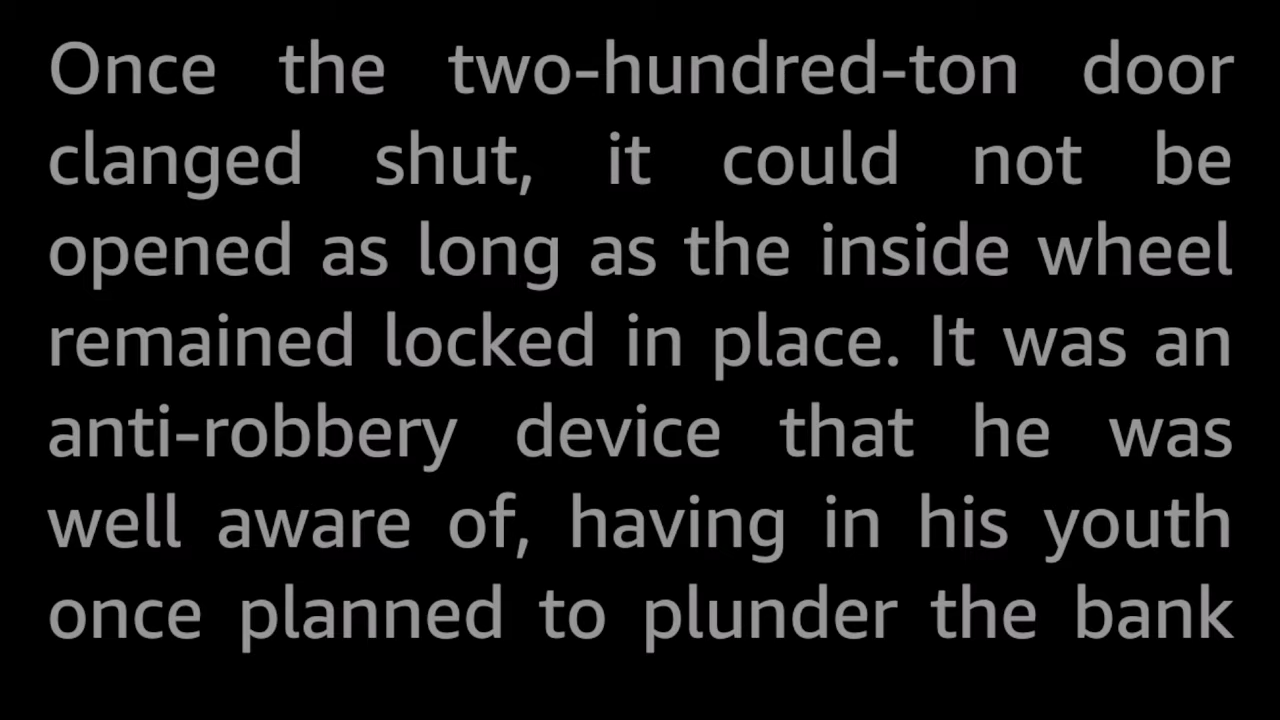 Once the two-hundred-ton door
clanged shut, it could not be
opened as long as the inside wheel
remained locked in place. It was an
anti-robbery device that he was
well aware of, having in his youth
once planned to plunder the bank